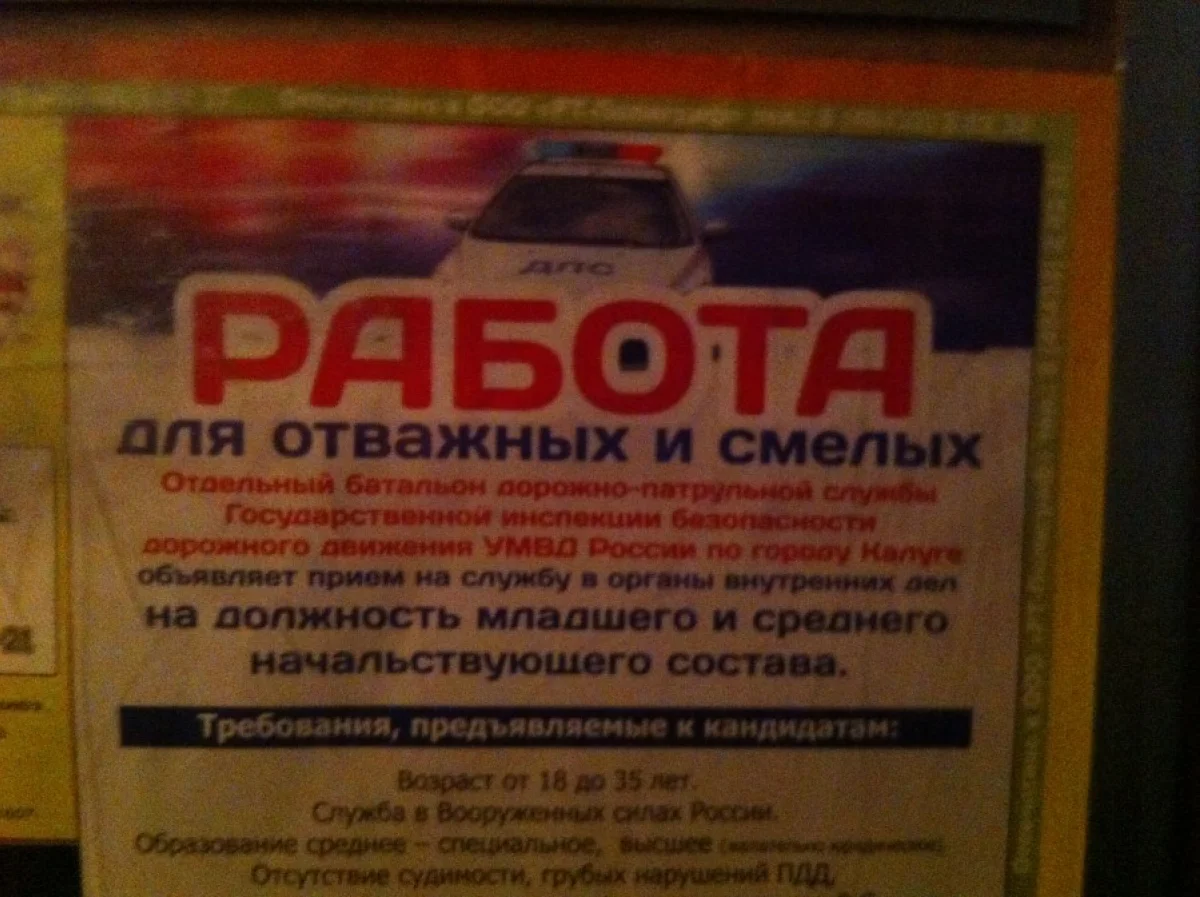 ДПС
РАБОТА
для отважных и смелых
Отдельный батальон дорожно-патрульной службы
Государственной инспекции безопасности
дорожного движения УМВД России по городу Калуге
объявляет прием на службу в органы внутренних дел
на должность младшего и среднего
начальствующего состава.
Требования, предъявляемые к кандидатам:
Возраст от 18 до 35 лет.
Служба в Вооруженных силах России.
Образование среднее – специальное, высшее (желательно юридическое).
Отсутствие судимости, грубых нарушений ПДД,